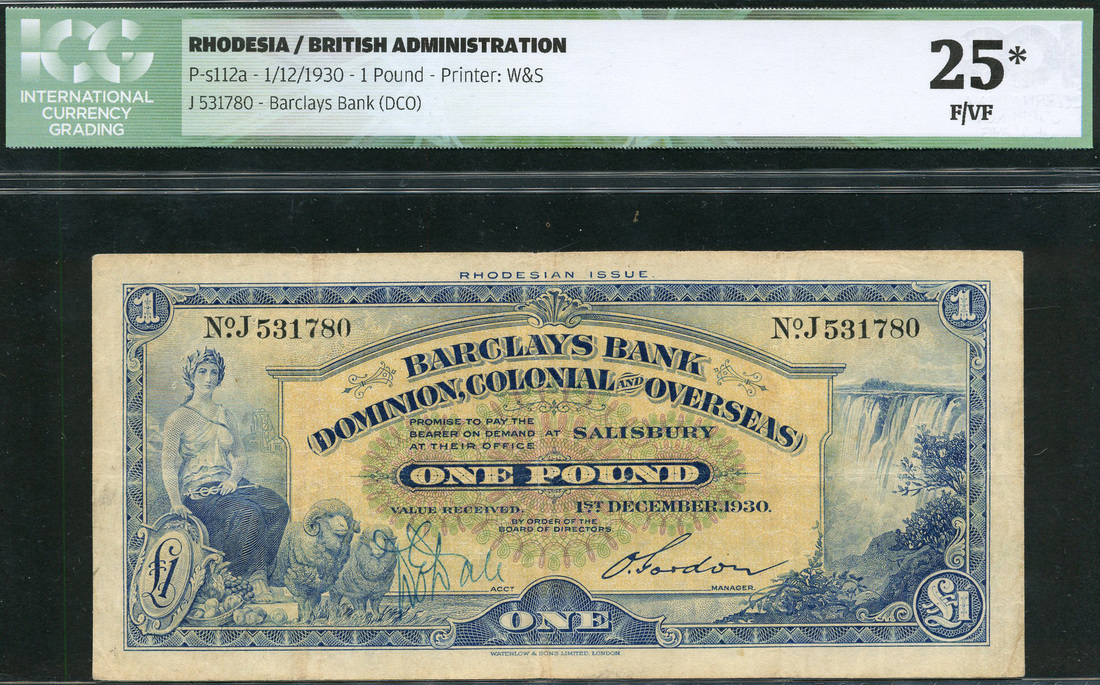 ICG
INTERNATIONAL
CURRENCY
GRADING
RHODESIA / BRITISH ADMINISTRATION
P-s112a - 1/12/1930 - 1 Pound - Printer: W&S
J 531780 - Barclays Bank (DCO)
25*
F/VF
RHODESIAN ISSUE.
1
1
No. J 531780
No. J 531780
BARCLAYS BANK
(DOMINION, COLONIAL AND OVERSEAS)
PROMISE TO PAY THE
BEARER ON DEMAND AT SALISBURY
AT THEIR OFFICE
ONE POUND
VALUE RECEIVED. 1ST DECEMBER.1930.
BY ORDER OF THE
BOARD OF DIRECTORS.
O. Gordon
ACCT
MANAGER.
£1
£1
ONE
WATERLOW & SONS LIMITED, LONDON